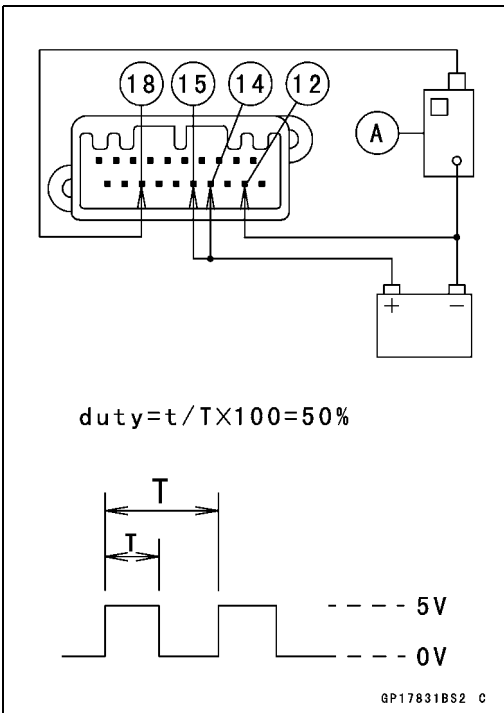 18 15 14 12
A
+ −
duty=t/T×100=50%
T
T
5V
0V
GP17831BS2 C